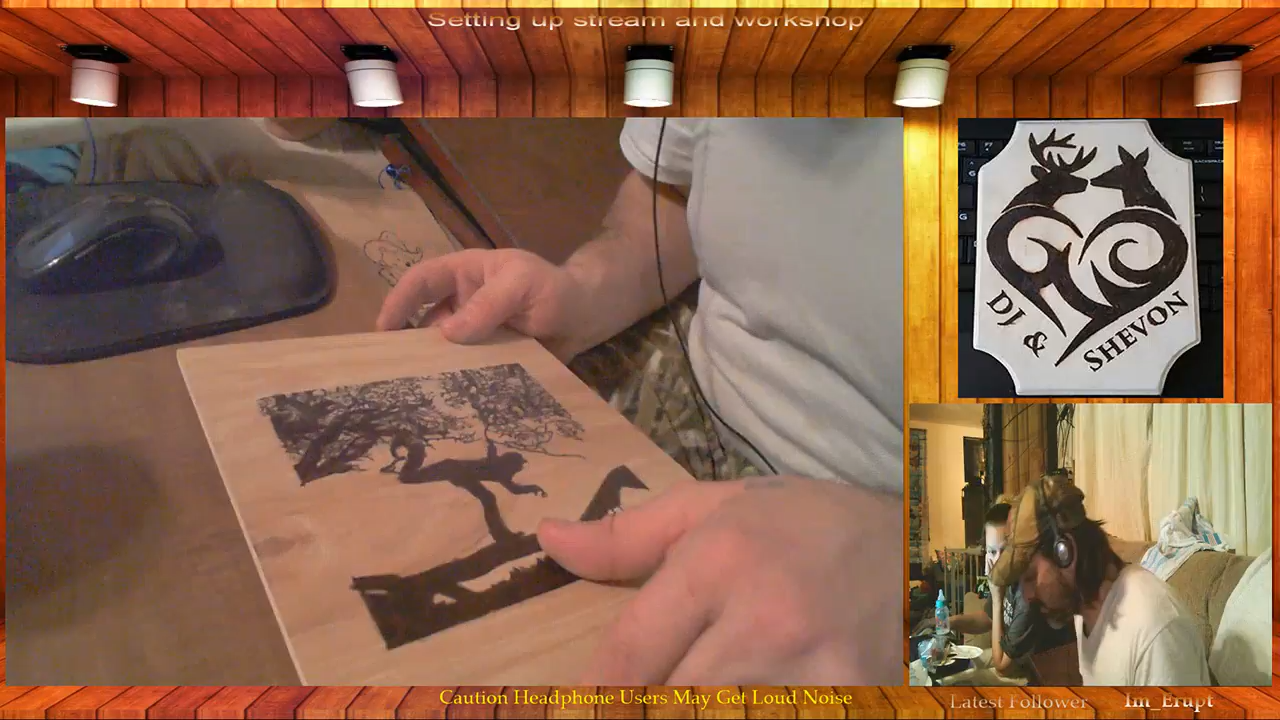 Setting up stream and workshop
DJ & SHEVON
Caution Headphone Users May Get Loud Noise
Latest Follower Im_Erupt